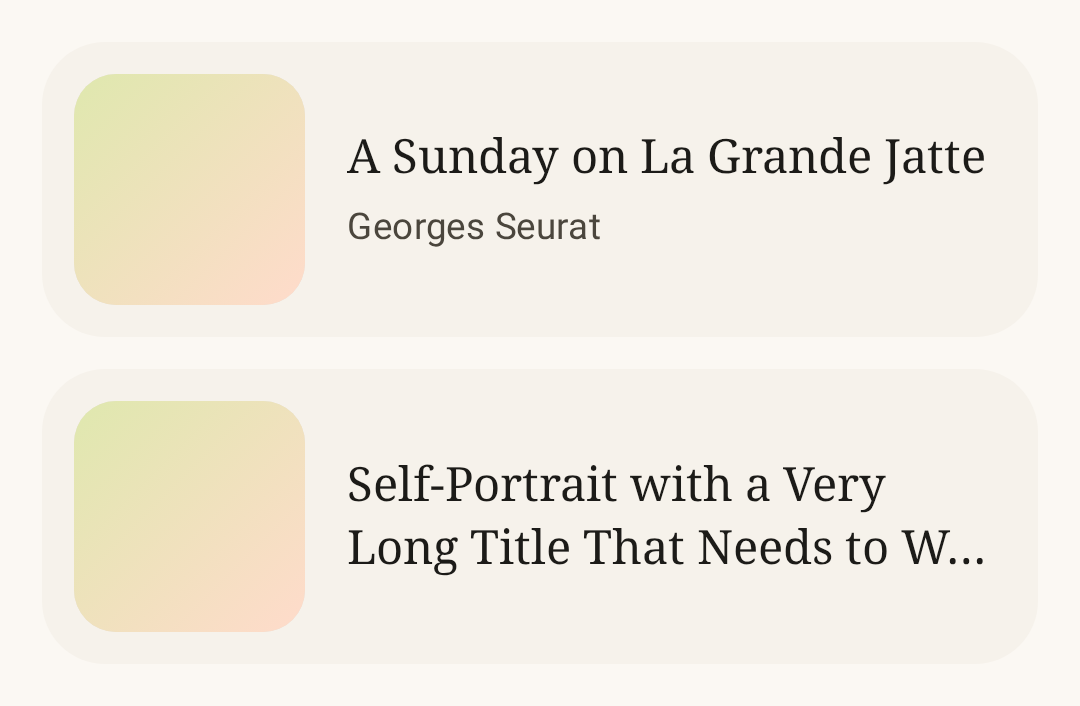 A Sunday on La Grande Jatte
Georges Seurat
Self-Portrait with a Very
Long Title That Needs to W...